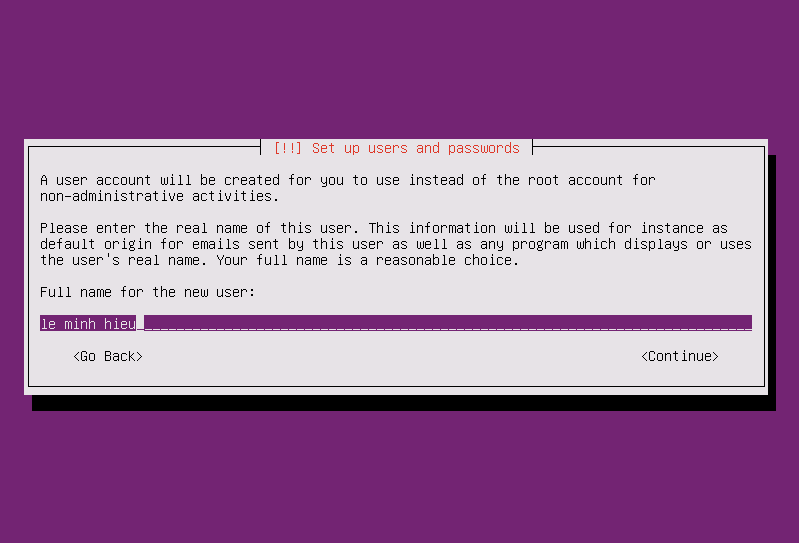 [!!] Set up users and passwords
A user account will be created for you to use instead of the root account for
non-administrative activities.
Please enter the real name of this user. This information will be used for instance as
default origin for emails sent by this user as well as any program which displays or uses
the user's real name. Your full name is a reasonable choice.
Full name for the new user:
le minh hieu
<Go Back> <Continue>